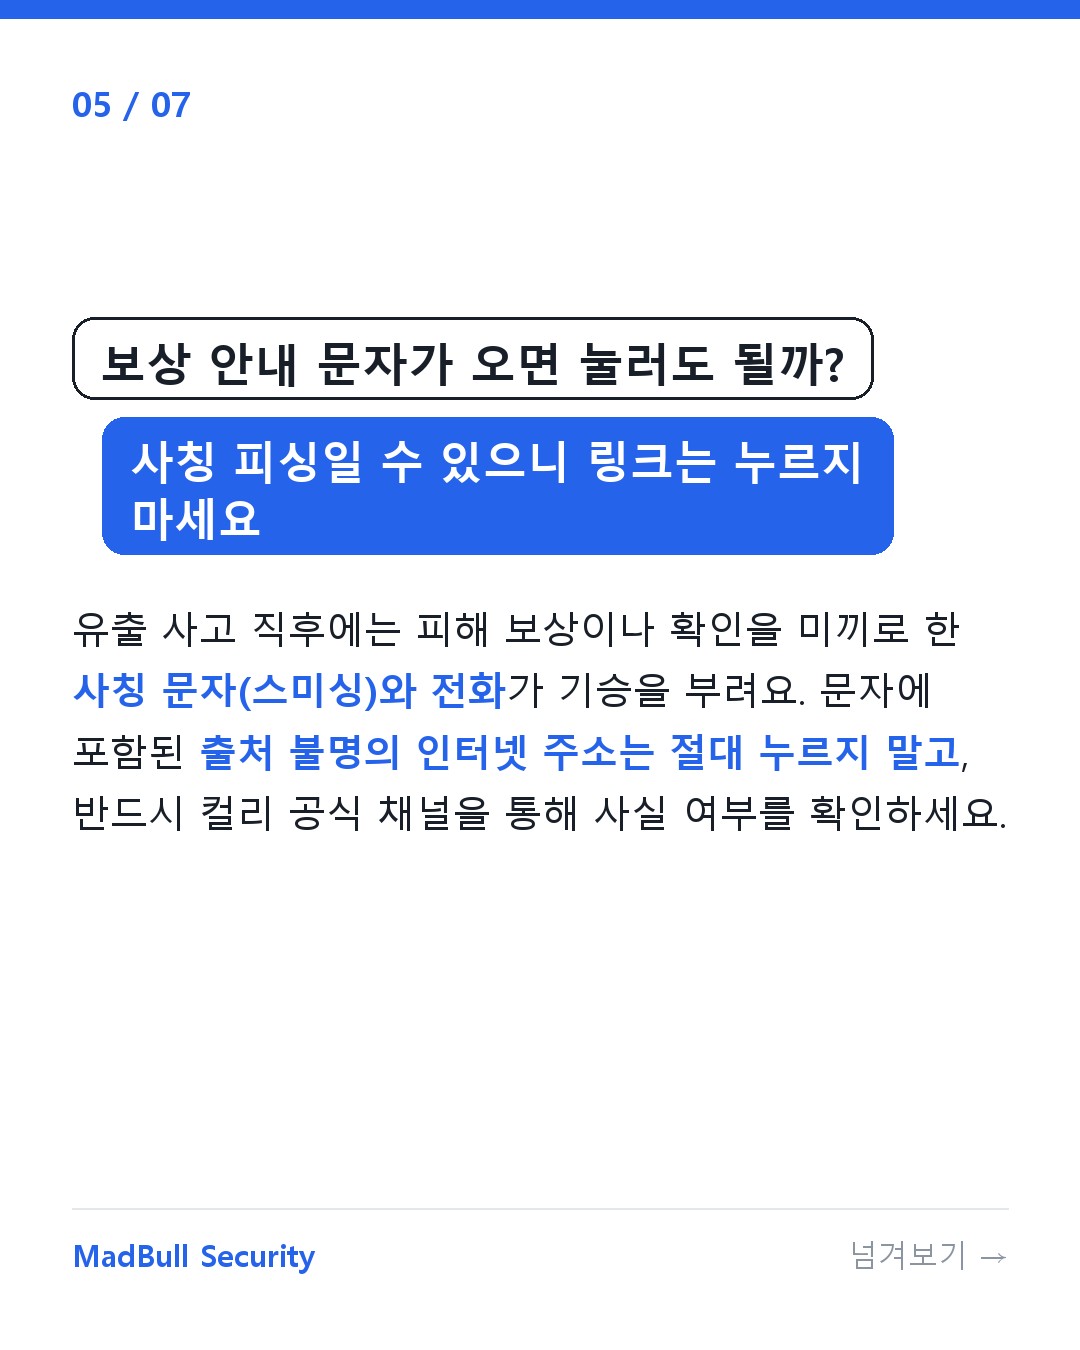 05 / 07
보상 안내 문자가 오면 눌러도 될까?
사칭 피싱일 수 있으니 링크는 누르지
마세요
유출 사고 직후에는 피해 보상이나 확인을 미끼로 한
사칭 문자(스미싱)와 전화가 기승을 부려요. 문자에
포함된 출처 불명의 인터넷 주소는 절대 누르지 말고,
반드시 컬리 공식 채널을 통해 사실 여부를 확인하세요.
MadBull Security
넘겨보기 →